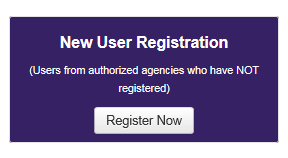 New User Registration
(Users from authorized agencies who have NOT
registered)
Register Now